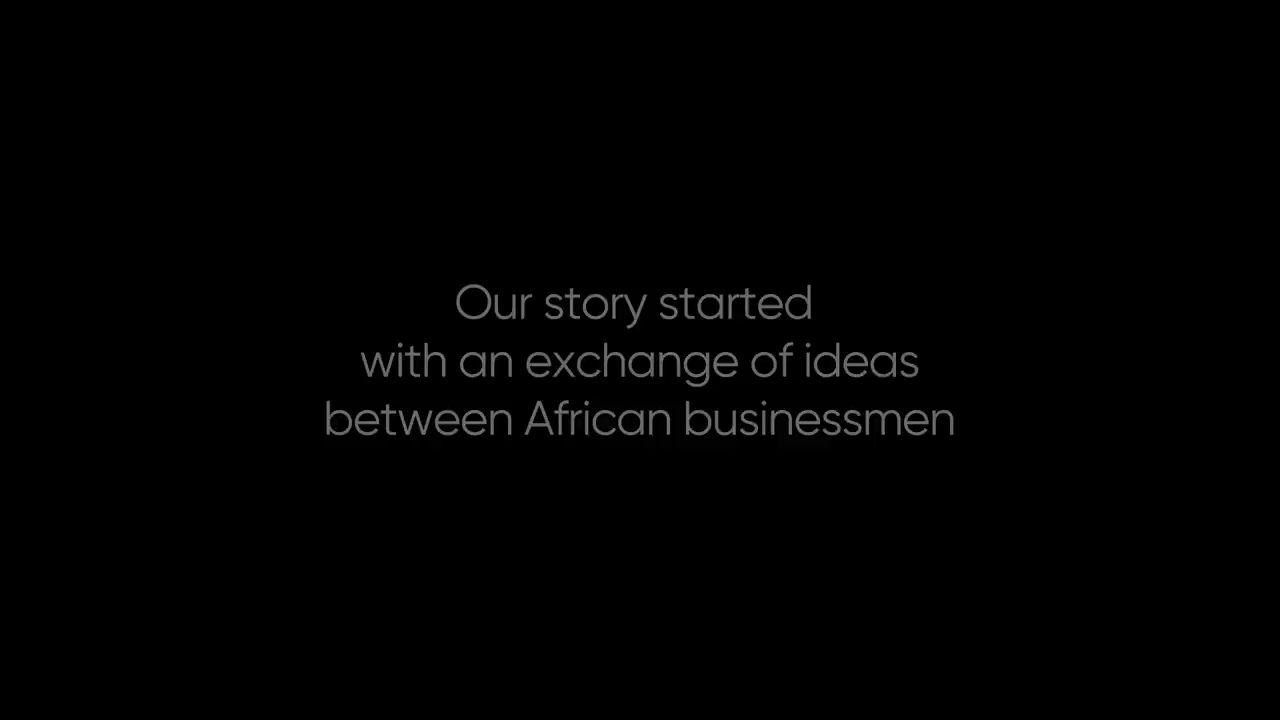 Our story started
with an exchange of ideas
between African businessmen